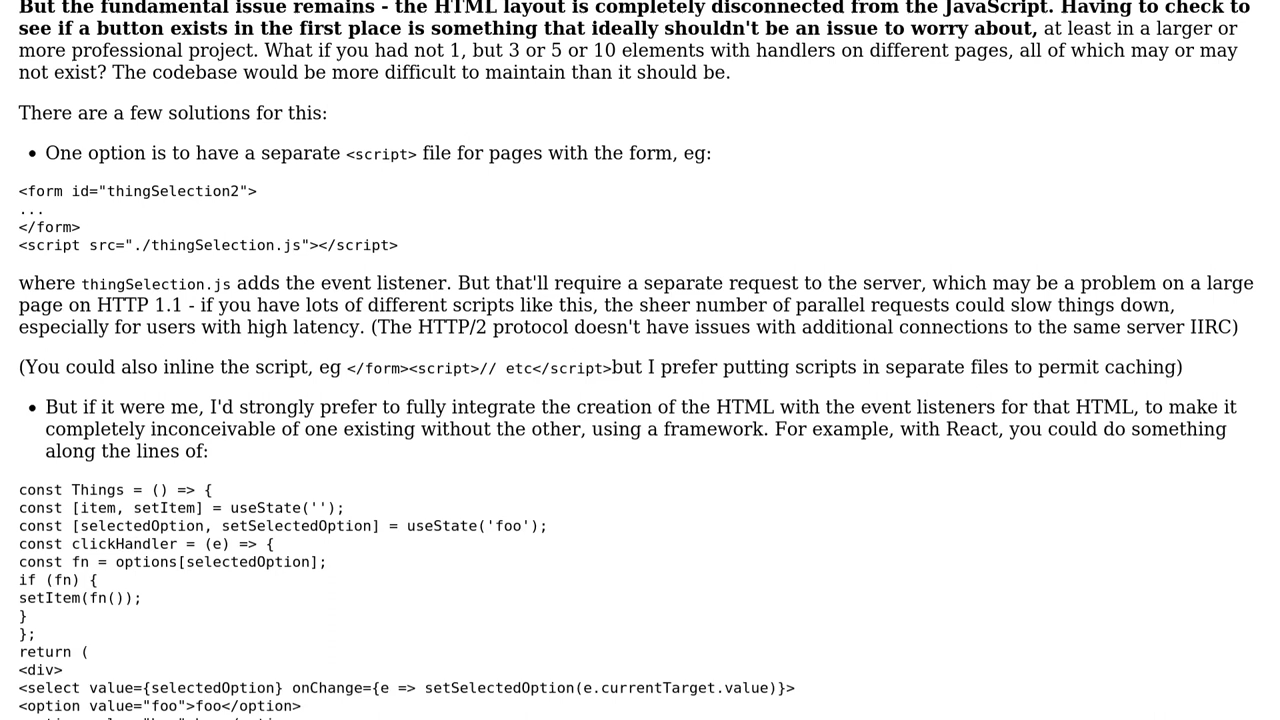 But the fundamental issue remains - the HTML layout is completely disconnected from the JavaScript. Having to check to
see if a button exists in the first place is something that ideally shouldn't be an issue to worry about, at least in a larger or
more professional project. What if you had not 1, but 3 or 5 or 10 elements with handlers on different pages, all of which may or may
not exist? The codebase would be more difficult to maintain than it should be.
There are a few solutions for this:
• One option is to have a separate <script> file for pages with the form, eg:
<form id="thingSelection2">
...
</form>
<script src="./thingSelection.js"></script>
where thingSelection.js adds the event listener. But that'll require a separate request to the server, which may be a problem on a large
page on HTTP 1.1 - if you have lots of different scripts like this, the sheer number of parallel requests could slow things down,
especially for users with high latency. (The HTTP/2 protocol doesn't have issues with additional connections to the same server IIRC)
(You could also inline the script, eg </form><script>// etc</script>but I prefer putting scripts in separate files to permit caching)
• But if it were me, I'd strongly prefer to fully integrate the creation of the HTML with the event listeners for that HTML, to make it
completely inconceivable of one existing without the other, using a framework. For example, with React, you could do something
along the lines of:
const Things = () => {
const [item, setItem] = useState('');
const [selectedOption, setSelectedOption] = useState('foo');
const clickHandler = (e) => {
const fn = options[selectedOption];
if (fn) {
setItem(fn());
}
};
return (
<div>
<select value={selectedOption} onChange={e => setSelectedOption(e.currentTarget.value)}>
<option value="foo">foo</option>